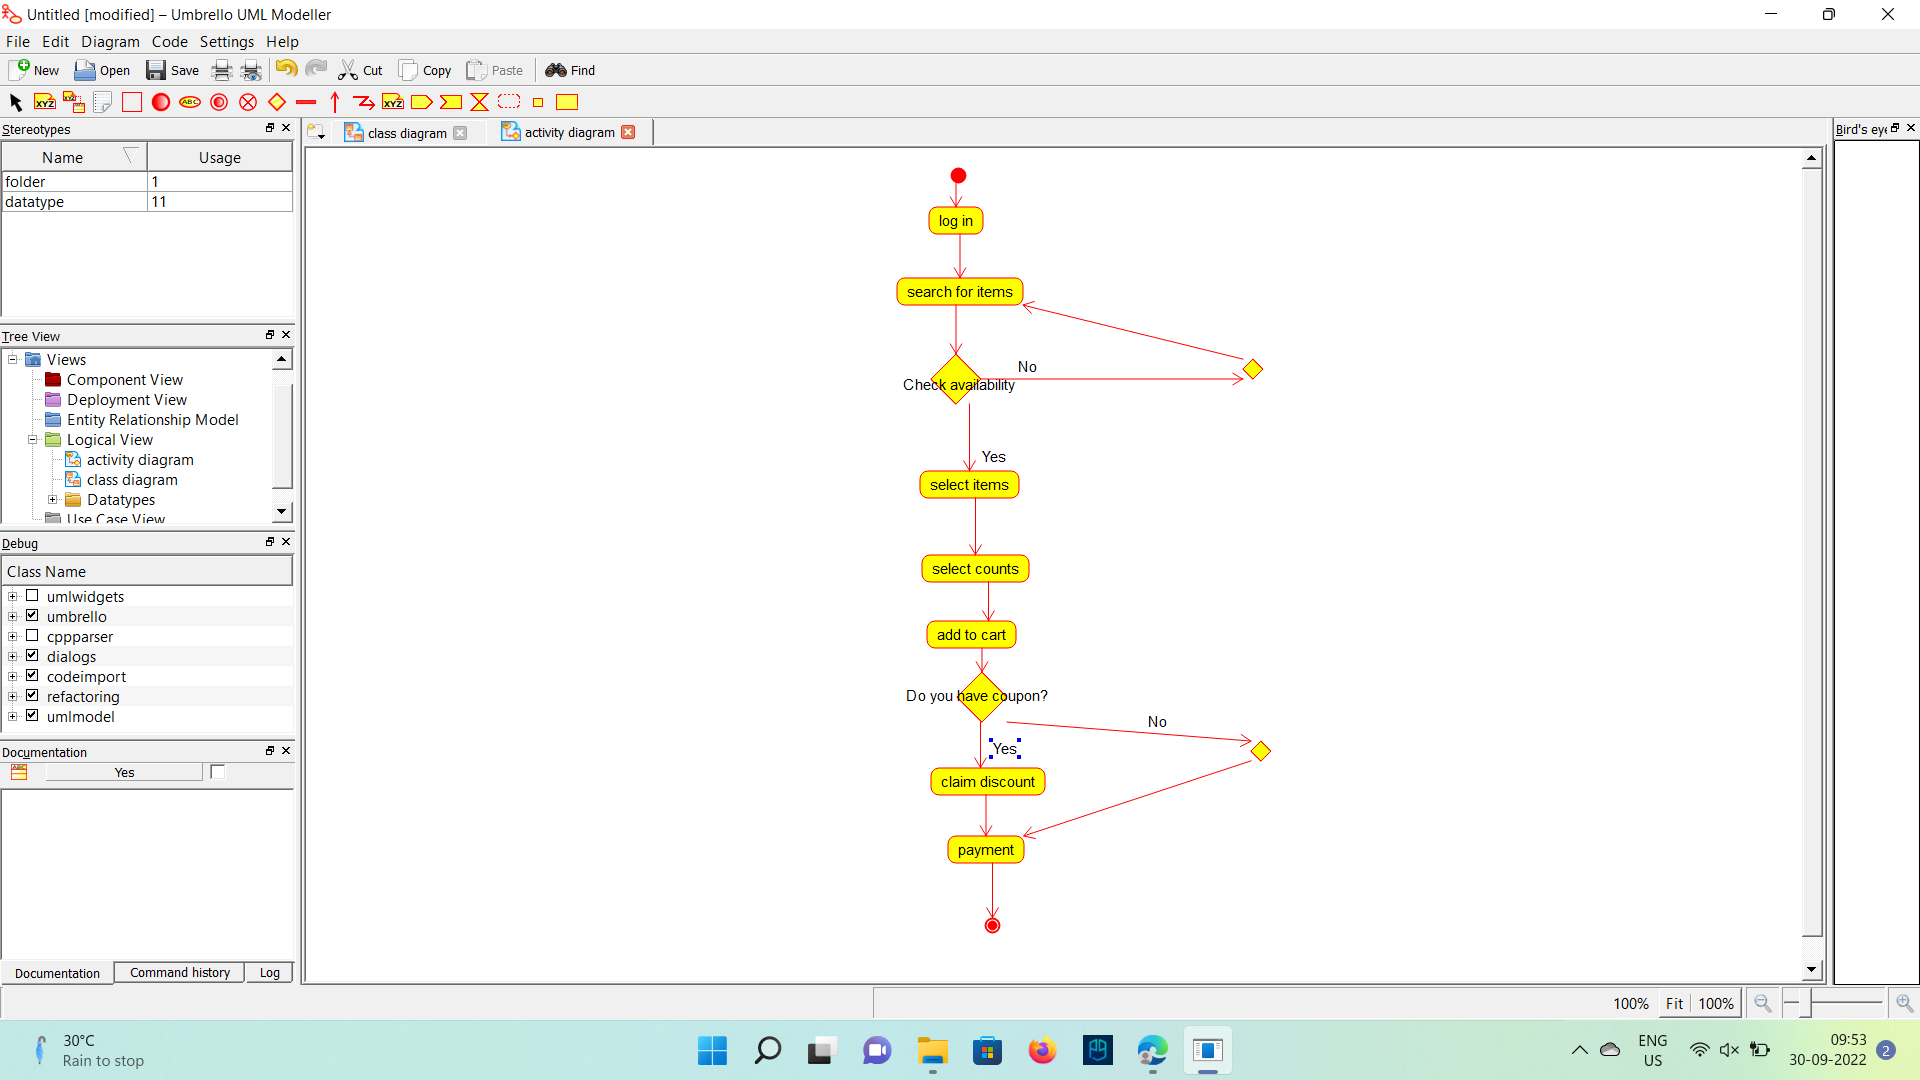 Untitled [modified] – Umbrello UML Modeller
File Edit Diagram Code Settings Help
New Open Save Cut Copy Paste Find
XYZ XYZ ABC XYZ
Stereotypes
Name Usage
folder 1
datatype 11
Tree View
Views
Component View
Deployment View
Entity Relationship Model
Logical View
activity diagram
class diagram
Datatypes
Use Case View
Debug
Class Name
umlwidgets
umbrello
cppparser
dialogs
codeimport
refactoring
umlmodel
Documentation
Yes
Documentation Command history Log
class diagram activity diagram
log in
search for items
No
Check availability
Yes
select items
select counts
add to cart
Do you have coupon?
No
Yes
claim discount
payment
Bird's eye
100% Fit 100%
30°C
Rain to stop
ENG
US
09:53
30-09-2022
2